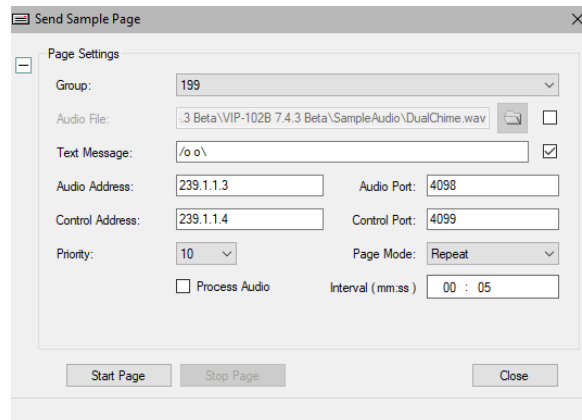 Send Sample Page
Page Settings
Group: 199
Audio File: .3 Beta\VIP-102B 7.4.3 Beta\SampleAudio\DualChime.wav
Text Message: /o o\
Audio Address: 239.1.1.3 Audio Port: 4098
Control Address: 239.1.1.4 Control Port: 4099
Priority: 10 Page Mode: Repeat
Process Audio Interval ( mm:ss ) 00 : 05
Start Page Stop Page Close